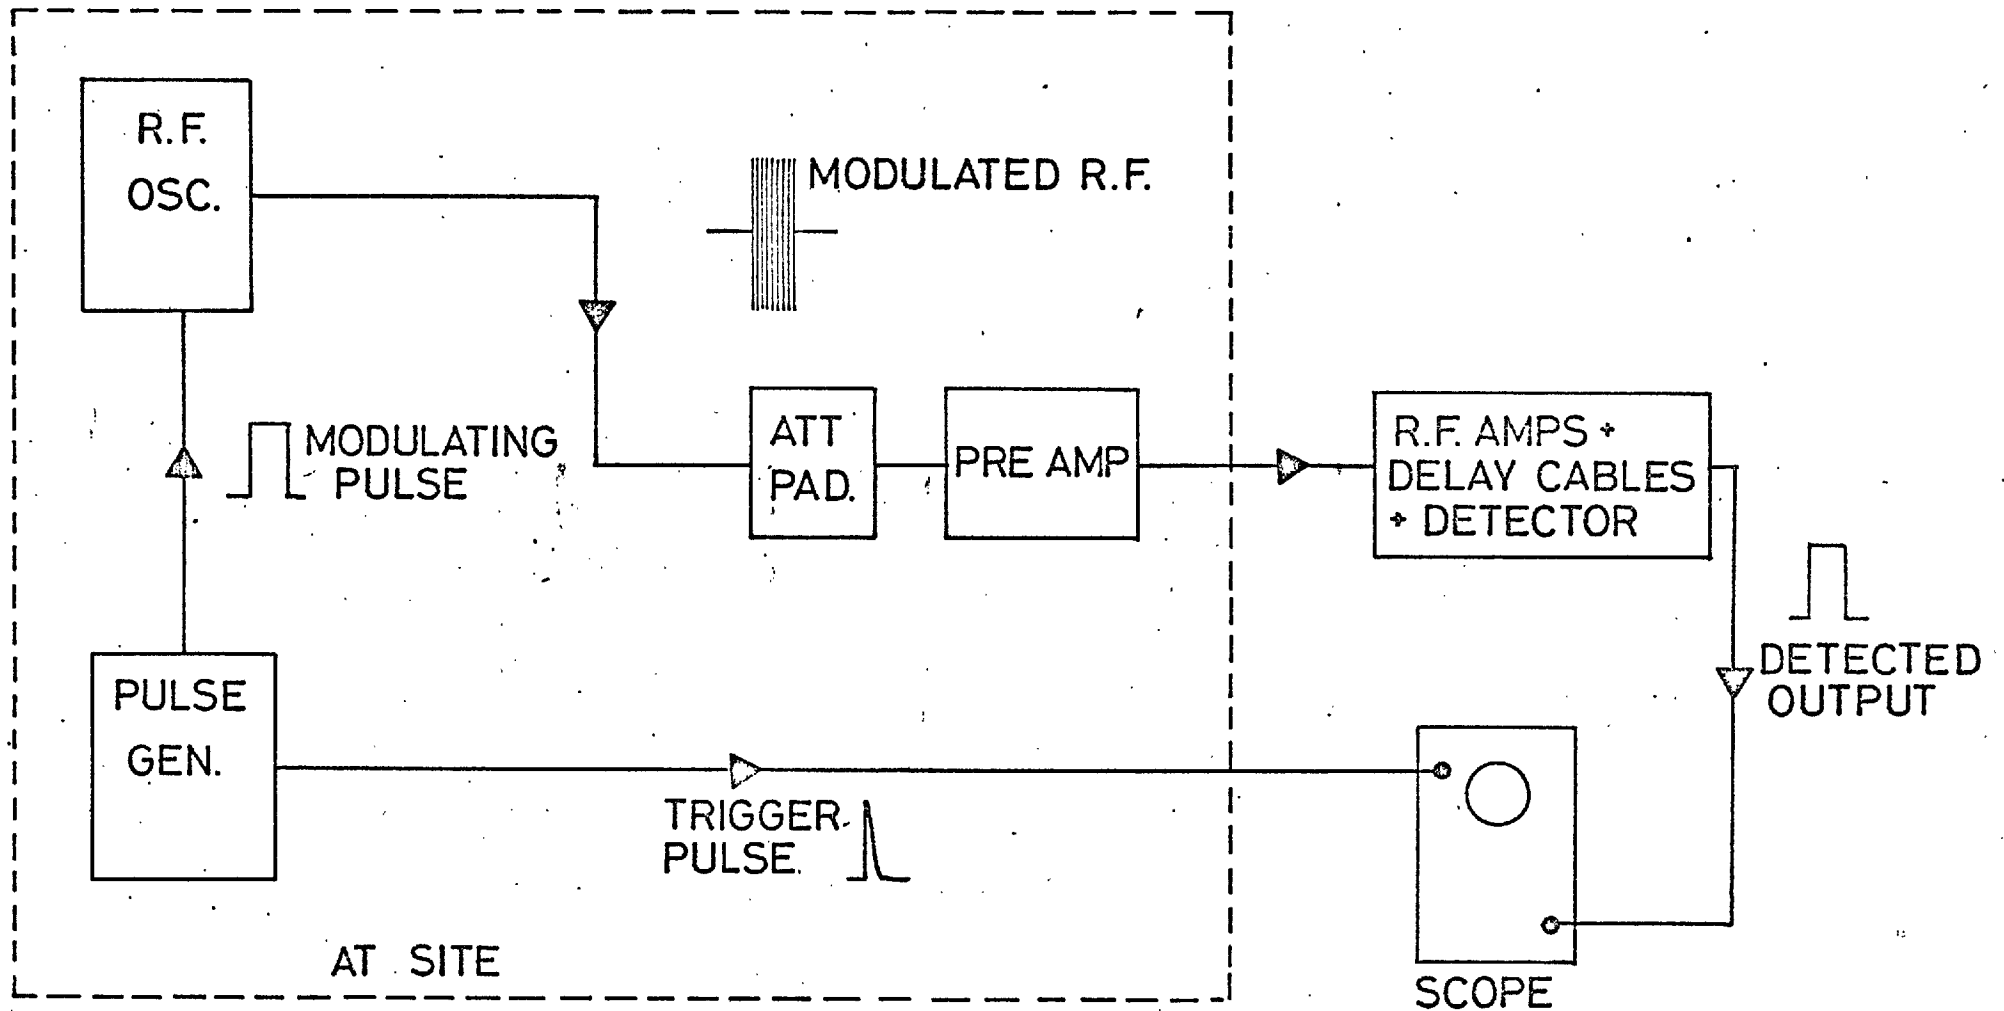 R.F.
OSC.
MODULATED R.F.
MODULATING
PULSE
ATT
PAD.
PRE AMP
R.F. AMPS +
DELAY CABLES
+ DETECTOR
DETECTED
OUTPUT
PULSE
GEN.
TRIGGER
PULSE.
AT SITE
SCOPE